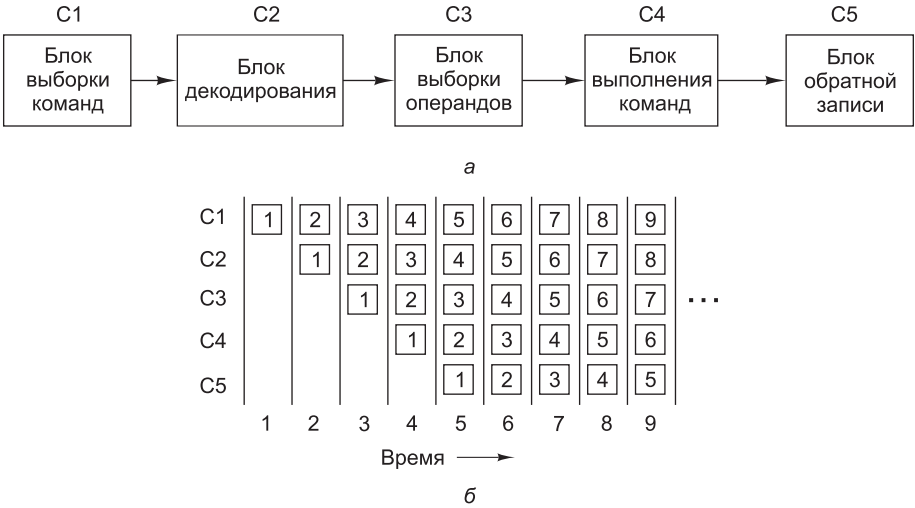 С1 С2 С3 С4 С5
Блок выборки команд
Блок декодирования
Блок выборки операндов
Блок выполнения команд
Блок обратной записи
а
С1 1 2 3 4 5 6 7 8 9
С2 1 2 3 4 5 6 7 8
С3 1 2 3 4 5 6 7 ...
С4 1 2 3 4 5 6
С5 1 2 3 4 5
1 2 3 4 5 6 7 8 9
Время
б